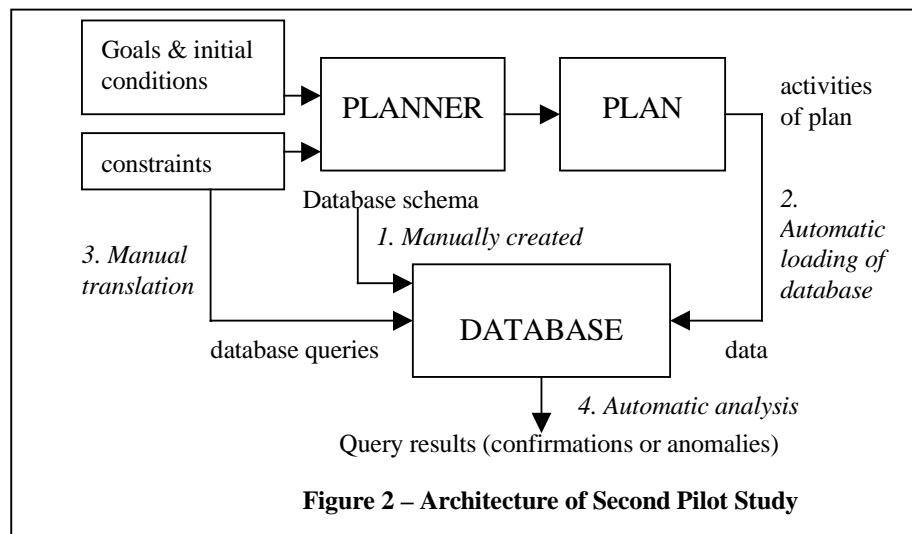 Goals & initial
conditions
PLANNER
PLAN
activities
of plan
constraints
Database schema
1. Manually created
2.
Automatic
loading of
database
3. Manual
translation
DATABASE
database queries
data
4. Automatic analysis
Query results (confirmations or anomalies)
Figure 2 – Architecture of Second Pilot Study